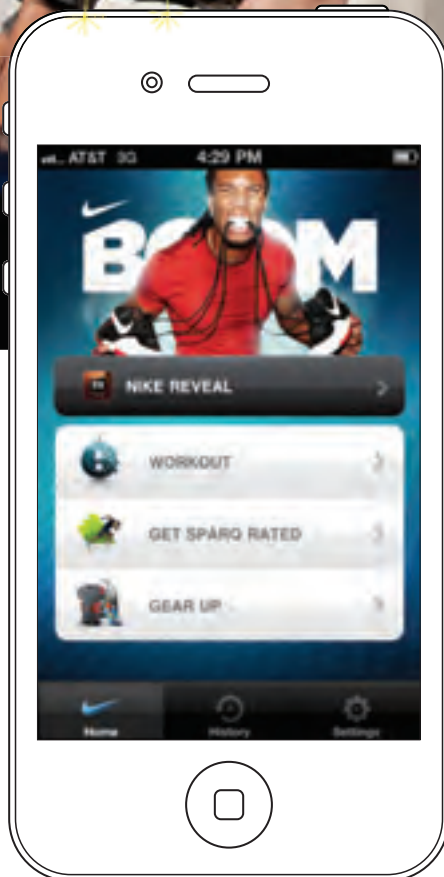 AT&T 3G 4:29 PM
BOOM
NIKE REVEAL
WORKOUT
GET SPARQ RATED
GEAR UP
Home History Settings